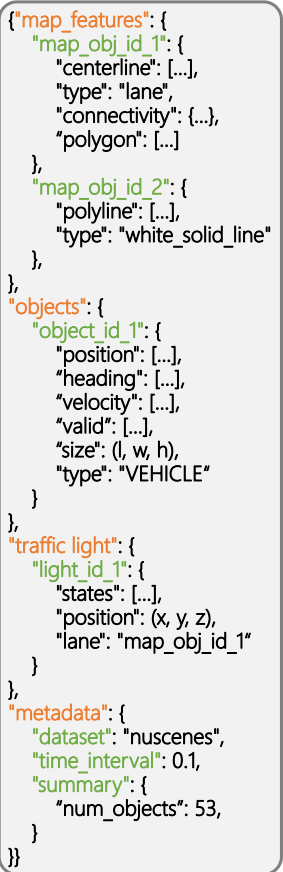 {"map_features": {
"map_obj_id_1": {
"centerline": [...],
"type": "lane",
"connectivity": {...},
“polygon": [...]
},
"map_obj_id_2": {
"polyline": [...],
"type": "white_solid_line"
},
},
"objects": {
"object_id_1": {
"position": [...],
“heading": [...],
“velocity": [...],
“valid”: [...],
“size": (l, w, h),
"type": "VEHICLE“
}
},
"traffic light": {
"light_id_1": {
"states": [...],
"position": (x, y, z),
"lane": "map_obj_id_1“
}
},
"metadata": {
"dataset": "nuscenes",
"time_interval": 0.1,
"summary": {
“num_objects”: 53,
}
}}